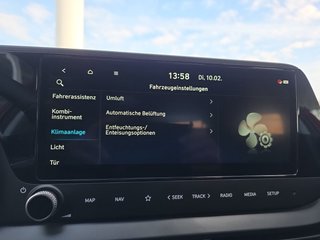 13:58 Di, 10.02.
Fahrzeugeinstellungen
Fahrerassistenz
Kombi-
instrument
Klimaanlage
Licht
Tür
Umluft
Automatische Belüftung
Entfeuchtungs-/
Enteisungsoptionen
MAP NAV SEEK TRACK RADIO MEDIA SETUP